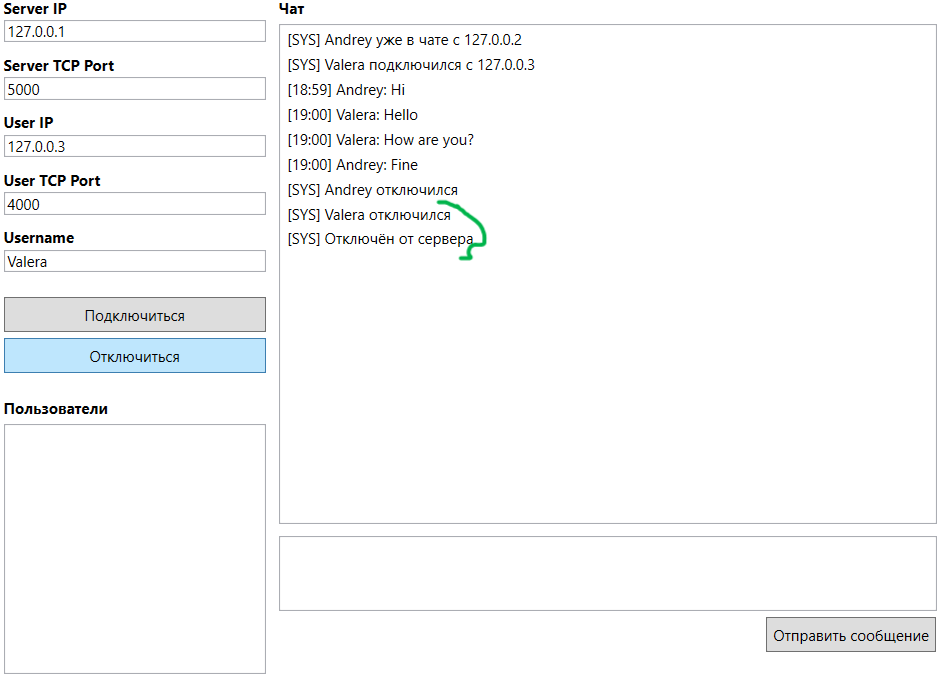 Server IP
127.0.0.1
Server TCP Port
5000
User IP
127.0.0.3
User TCP Port
4000
Username
Valera
Подключиться
Отключиться
Пользователи
Чат
[SYS] Andrey уже в чате с 127.0.0.2
[SYS] Valera подключился с 127.0.0.3
[18:59] Andrey: Hi
[19:00] Valera: Hello
[19:00] Valera: How are you?
[19:00] Andrey: Fine
[SYS] Andrey отключился
[SYS] Valera отключился
[SYS] Отключён от сервера
Отправить сообщение